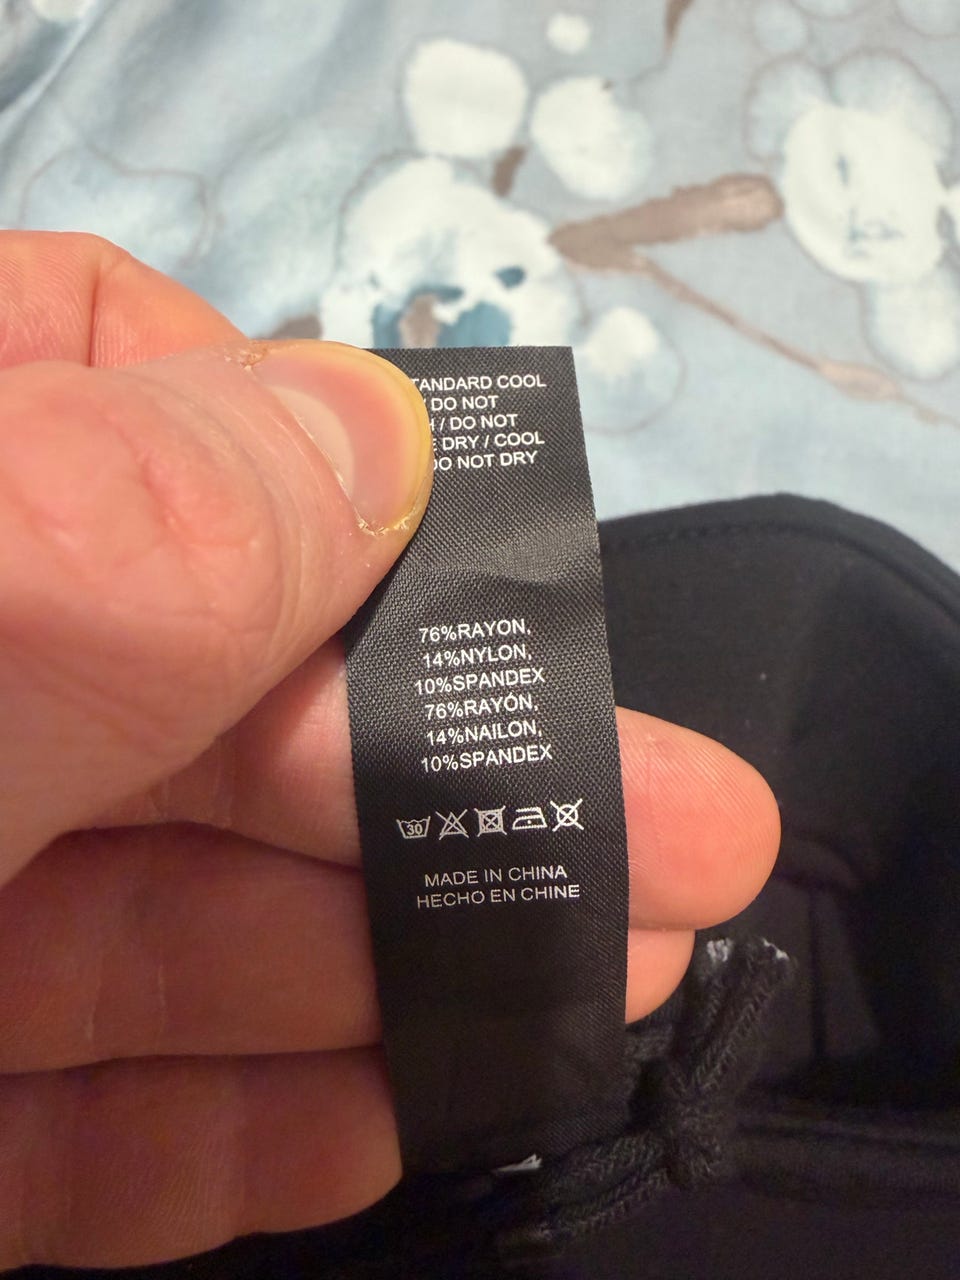 TANDARD COOL
/ DO NOT
H / DO NOT
E DRY / COOL
DO NOT DRY
76%RAYON,
14%NYLON,
10%SPANDEX
76%RAYÓN,
14%NAILON,
10%SPANDEX
30
MADE IN CHINA
HECHO EN CHINE